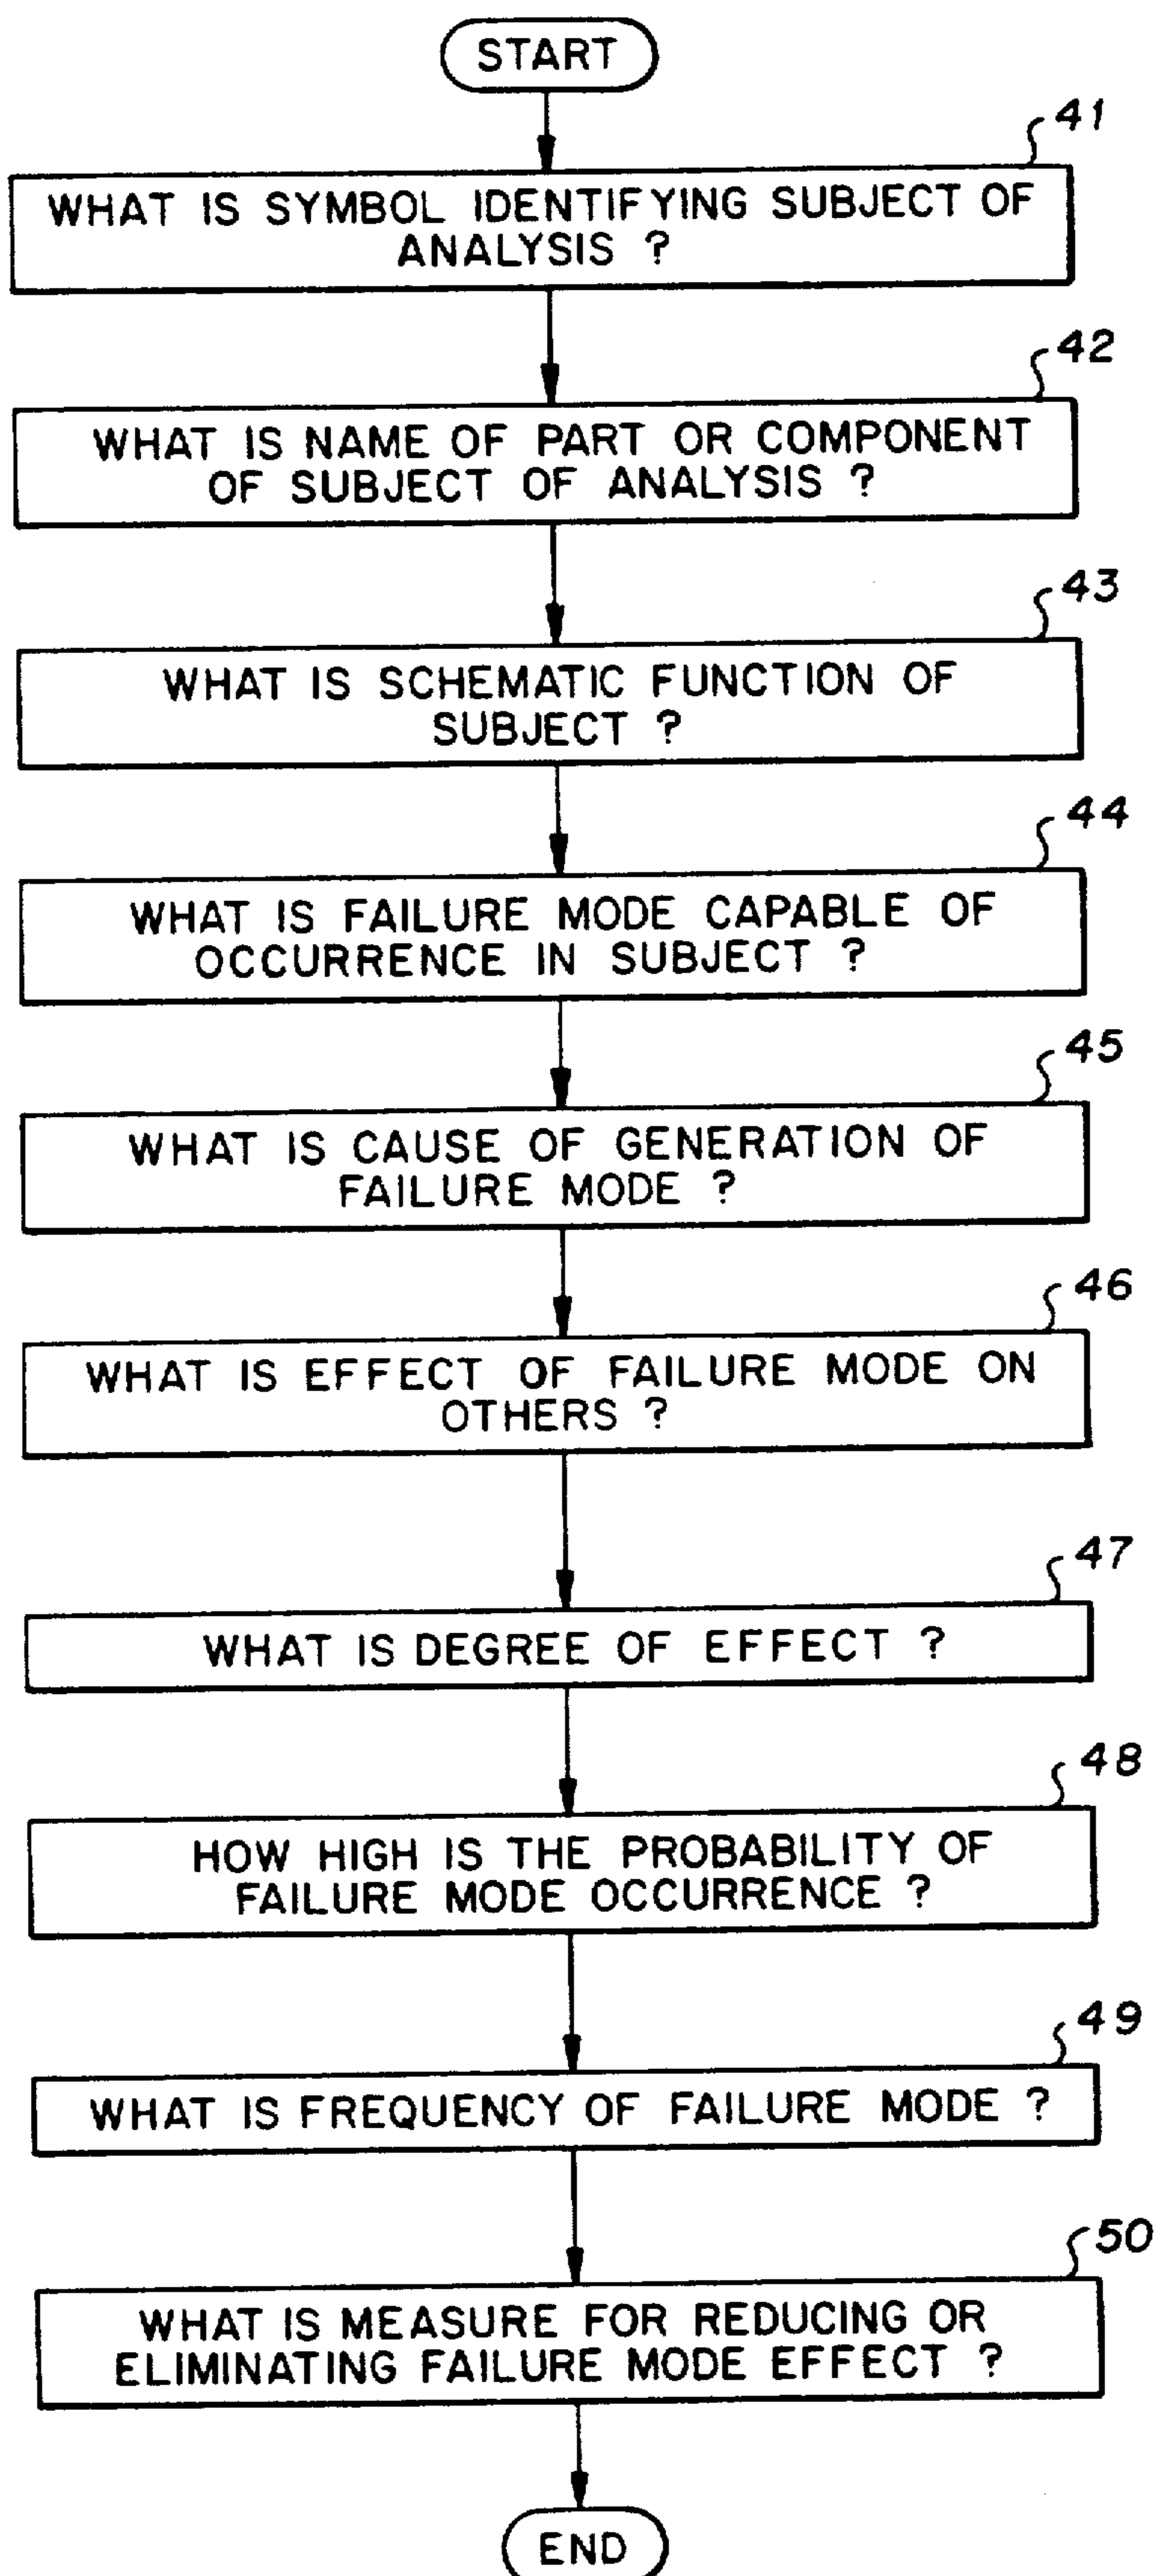 START
41
WHAT IS SYMBOL IDENTIFYING SUBJECT OF
ANALYSIS ?
42
WHAT IS NAME OF PART OR COMPONENT
OF SUBJECT OF ANALYSIS ?
43
WHAT IS SCHEMATIC FUNCTION OF
SUBJECT ?
44
WHAT IS FAILURE MODE CAPABLE OF
OCCURRENCE IN SUBJECT ?
45
WHAT IS CAUSE OF GENERATION OF
FAILURE MODE ?
46
WHAT IS EFFECT OF FAILURE MODE ON
OTHERS ?
47
WHAT IS DEGREE OF EFFECT ?
48
HOW HIGH IS THE PROBABILITY OF
FAILURE MODE OCCURRENCE ?
49
WHAT IS FREQUENCY OF FAILURE MODE ?
50
WHAT IS MEASURE FOR REDUCING OR
ELIMINATING FAILURE MODE EFFECT ?
END